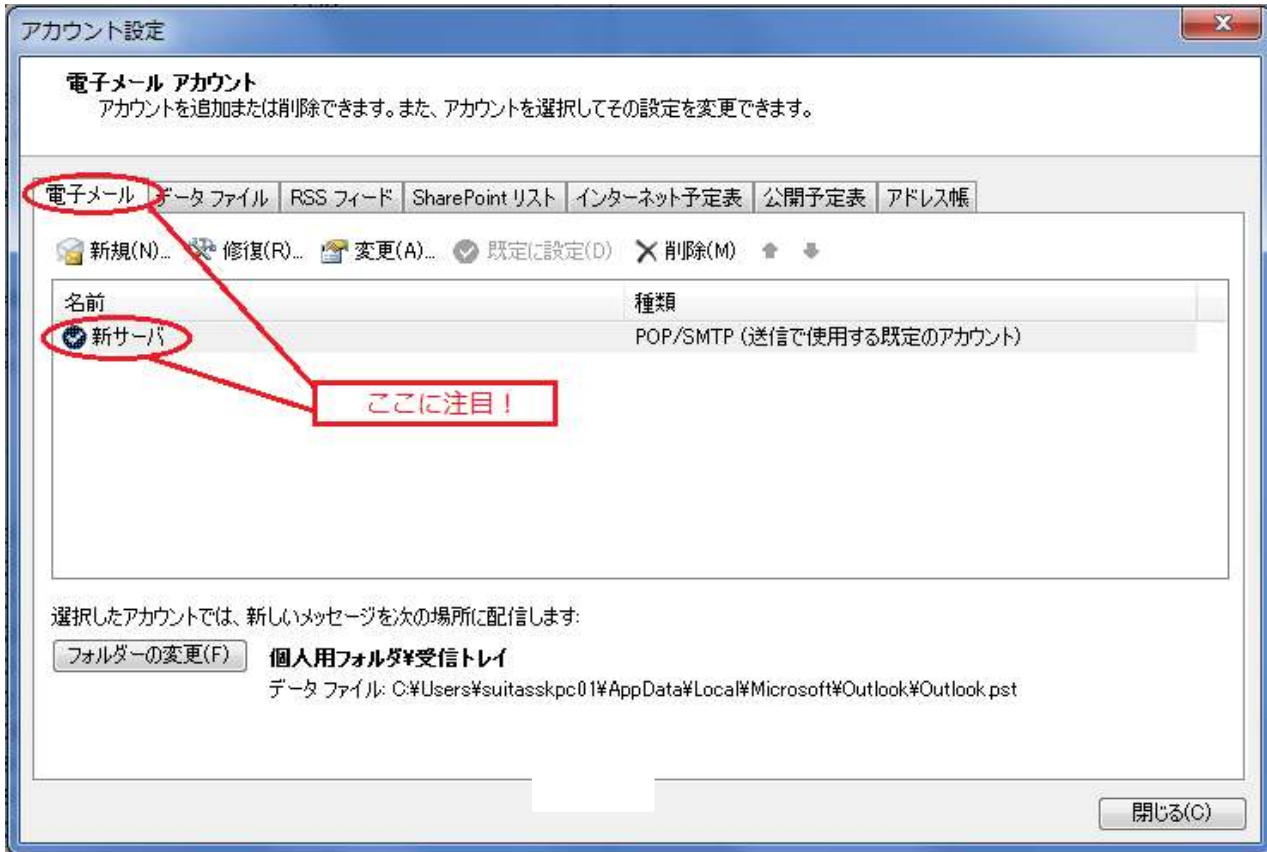 アカウント設定
電子メール アカウント
アカウントを追加または削除できます。また、アカウントを選択してその設定を変更できます。
電子メール データ ファイル RSS フィード SharePoint リスト インターネット予定表 公開予定表 アドレス帳
新規(N)... 修復(R)... 変更(A)... 既定に設定(D) 削除(M)
名前 種類
新サーバ POP/SMTP (送信で使用する既定のアカウント)
ここに注目!
選択したアカウントでは、新しいメッセージを次の場所に配信します:
フォルダーの変更(F) 個人用フォルダ¥受信トレイ
データ ファイル: C:¥Users¥suitasskpc01¥AppData¥Local¥Microsoft¥Outlook¥Outlook.pst
閉じる(C)